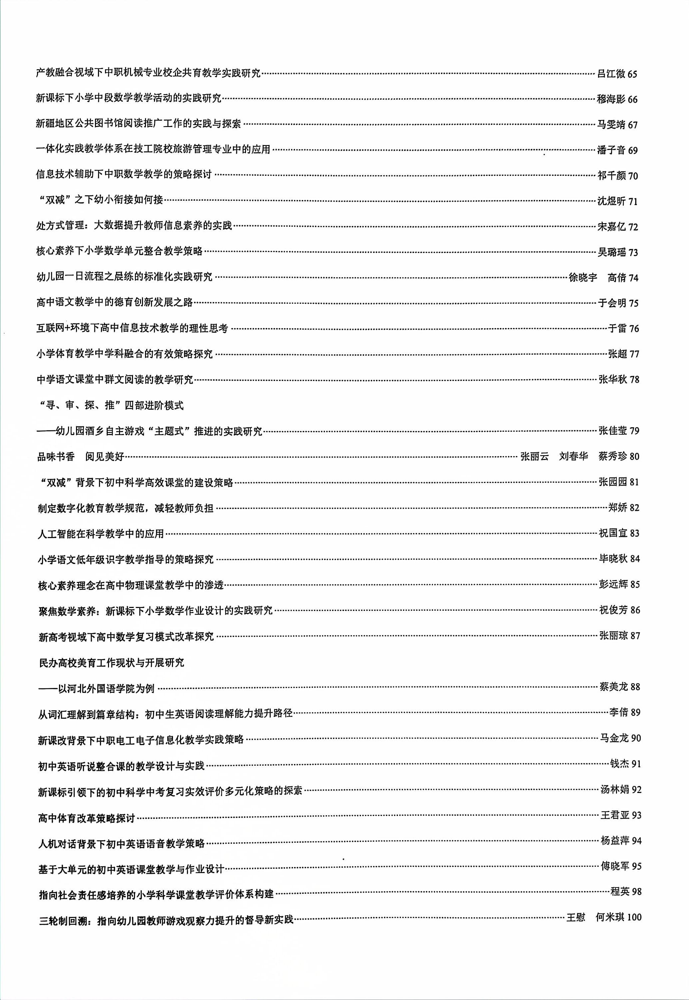 产教融合视域下中职机械专业校企共育教学实践研究……吕江微 65
新课标下小学中段数学教学活动的实践研究……穆海影 66
新疆地区公共图书馆阅读推广工作的实践与探索……马雯靖 67
一体化实践教学体系在技工院校旅游管理专业中的应用……潘子音 69
信息技术辅助下中职数学教学的策略探讨……祁千颜 70
“双减”之下幼小衔接如何接……沈煜昕 71
处方式管理：大数据提升教师信息素养的实践……宋嘉亿 72
核心素养下小学数学单元整合教学策略……吴璐瑶 73
幼儿园一日流程之晨练的标准化实践研究……徐晓宇　高倩 74
高中语文教学中的德育创新发展之路……于会明 75
互联网+环境下高中信息技术教学的理性思考……于雷 76
小学体育教学中学科融合的有效策略探究……张超 77
中学语文课堂中群文阅读的教学研究……张华秋 78
“寻、审、探、推”四部进阶模式
——幼儿园酒乡自主游戏“主题式”推进的实践研究……张佳莹 79
品味书香　阅见美好……张丽云　刘春华　蔡秀珍 80
“双减”背景下初中科学高效课堂的建设策略……张园园 81
制定数字化教育教学规范，减轻教师负担……郑娇 82
人工智能在科学教学中的应用……祝国宜 83
小学语文低年级识字教学指导的策略探究……毕晓秋 84
核心素养理念在高中物理课堂教学中的渗透……彭远辉 85
聚焦数学素养：新课标下小学数学作业设计的实践研究……祝俊芳 86
新高考视域下高中数学复习模式改革探究……张丽琼 87
民办高校美育工作现状与开展研究
——以河北外国语学院为例……蔡美龙 88
从词汇理解到篇章结构：初中生英语阅读理解能力提升路径……李倩 89
新课改背景下中职电工电子信息化教学实践策略……马金龙 90
初中英语听说整合课的教学设计与实践……钱杰 91
新课标引领下的初中科学中考复习实效评价多元化策略的探索……汤林娟 92
高中体育改革策略探讨……王君亚 93
人机对话背景下初中英语语音教学策略……杨益萍 94
基于大单元的初中英语课堂教学与作业设计……傅晓军 95
指向社会责任感培养的小学科学课堂教学评价体系构建……程英 98
三轮制回溯：指向幼儿园教师游戏观察力提升的督导新实践……王慰　何米琪 100